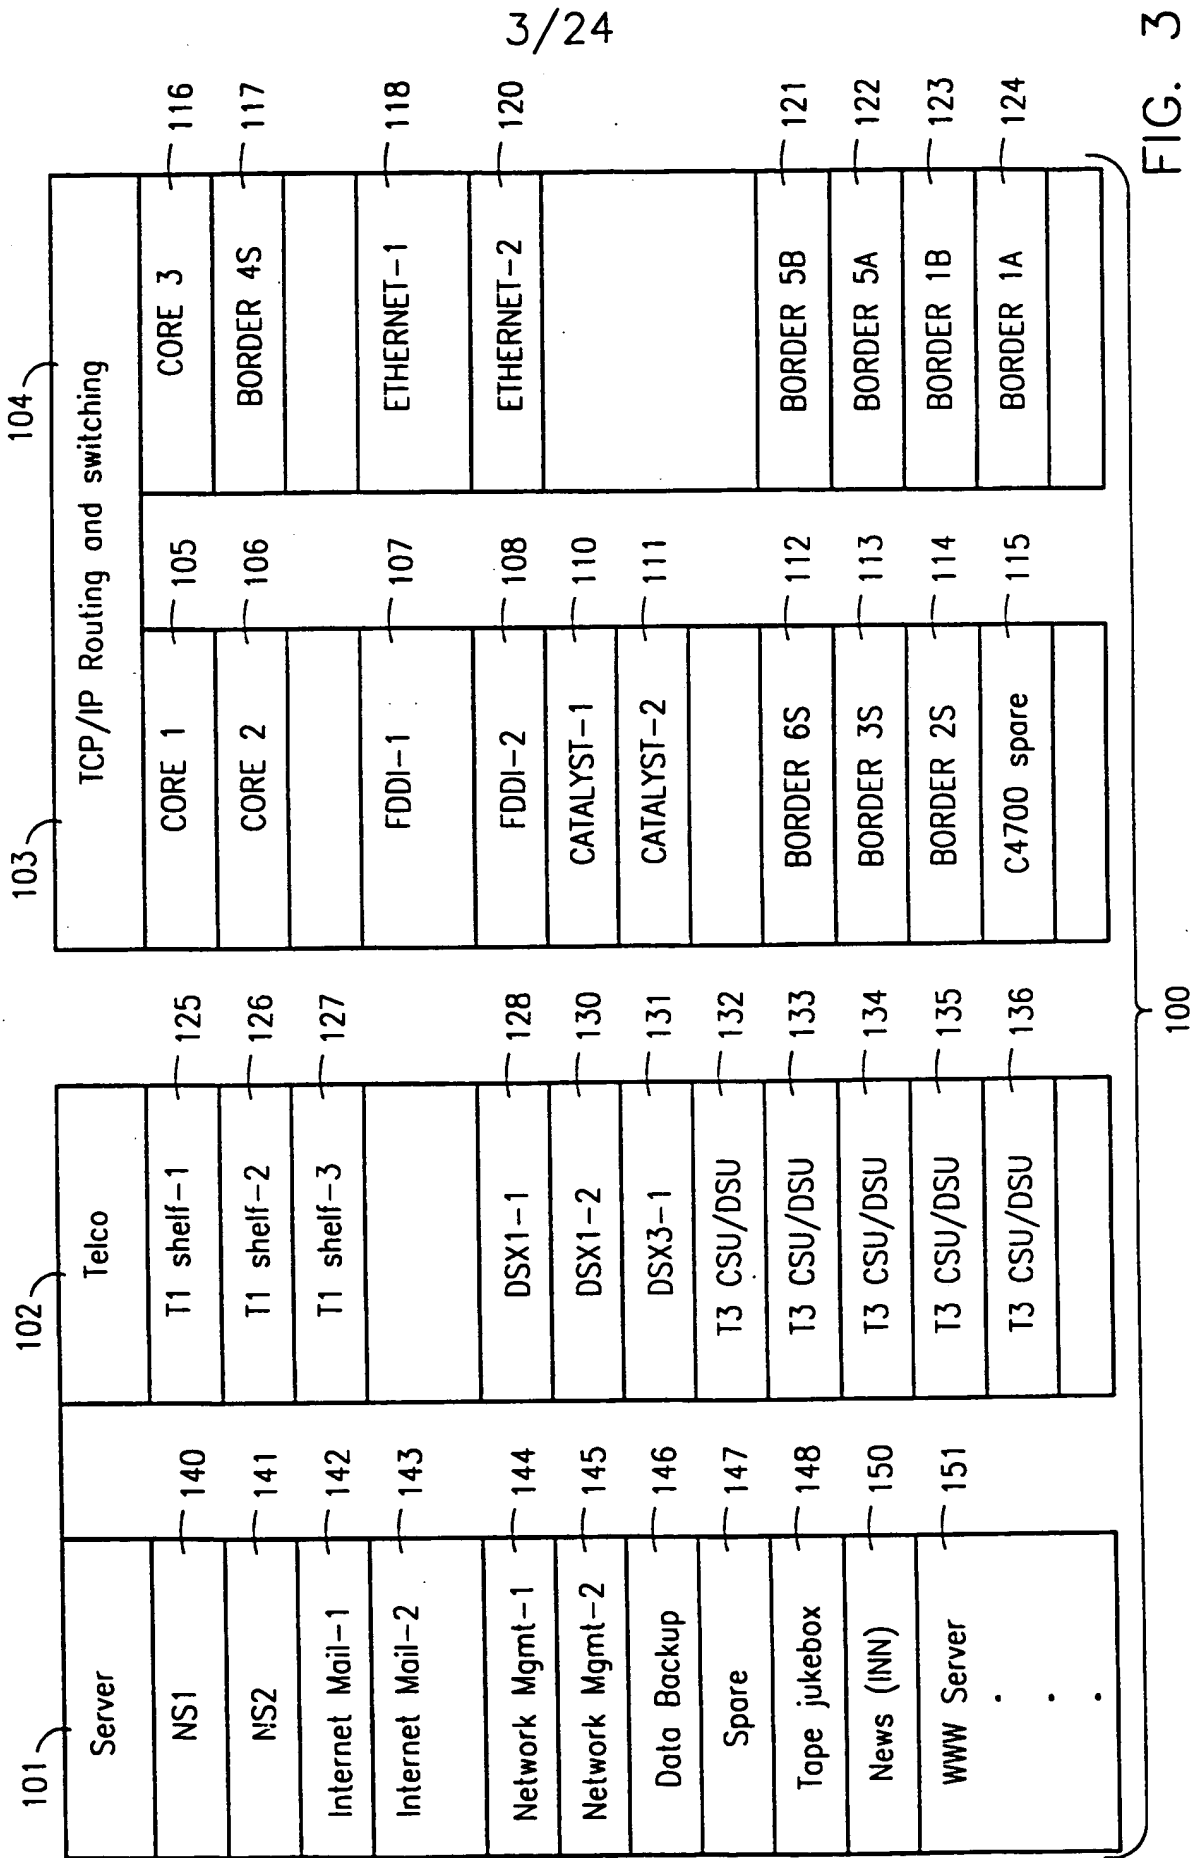 3/24
101
Server
NS1
140
NS2
141
Internet Mail-1
142
Internet Mail-2
143
Network Mgmt-1
144
Network Mgmt-2
145
Data Backup
146
Spare
147
Tape jukebox
148
News (INN)
150
WWW Server
151
102
Telco
T1 shelf-1
125
T1 shelf-2
126
T1 shelf-3
127
DSX1-1
128
DSX1-2
130
DSX3-1
131
T3 CSU/DSU
132
T3 CSU/DSU
133
T3 CSU/DSU
134
T3 CSU/DSU
135
T3 CSU/DSU
136
103
104
TCP/IP Routing and switching
CORE 1
105
CORE 2
106
FDDI-1
107
FDDI-2
108
CATALYST-1
110
CATALYST-2
111
BORDER 6S
112
BORDER 3S
113
BORDER 2S
114
C4700 spare
115
CORE 3
116
BORDER 4S
117
ETHERNET-1
118
ETHERNET-2
120
BORDER 5B
121
BORDER 5A
122
BORDER 1B
123
BORDER 1A
124
100
FIG. 3